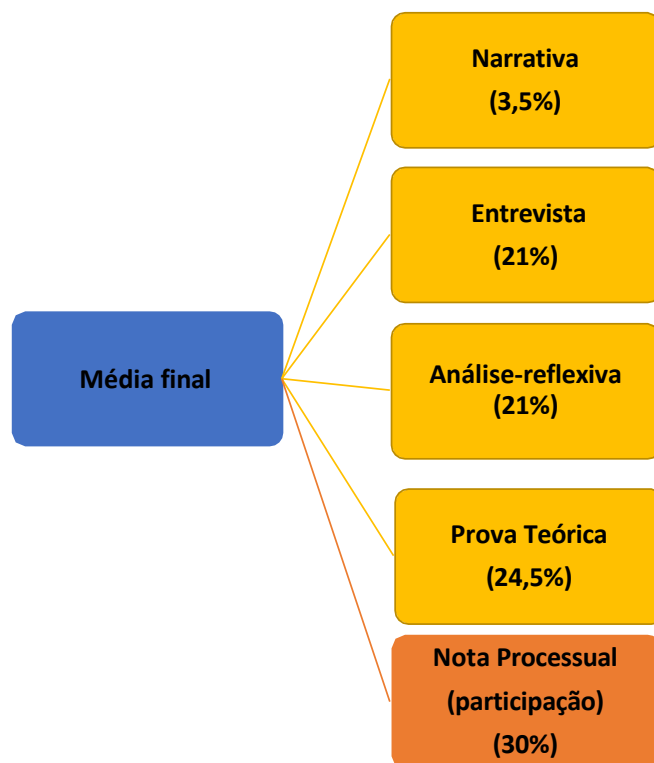 Narrativa
(3,5%)
Entrevista
(21%)
Média final
Análise-reflexiva
(21%)
Prova Teórica
(24,5%)
Nota Processual
(participação)
(30%)